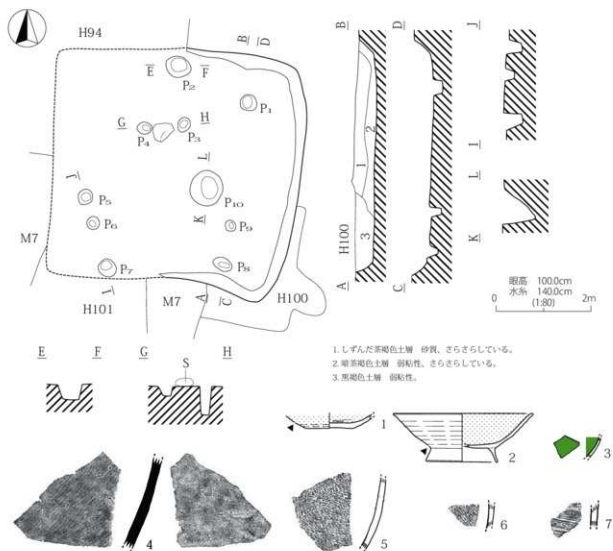 H94
B
D
E
F
P2
P1
G
H
P4
P3
L
J
P5
P6
P10
K
P9
M7
P7
P8
I
H101
M7
A
C
H100
B
D
J
2
1
3
H100
A
C
I
L
K
眼高 100.0cm
水糸 140.0cm
(1:80)
0
2m
1. しずんだ茶褐色土層 砂質、さらさらしている。
2. 暗茶褐色土層 弱粘性、さらさらしている。
3. 黒褐色土層 弱粘性。
E
F
G
S
H
1
2
3
4
5
6
7